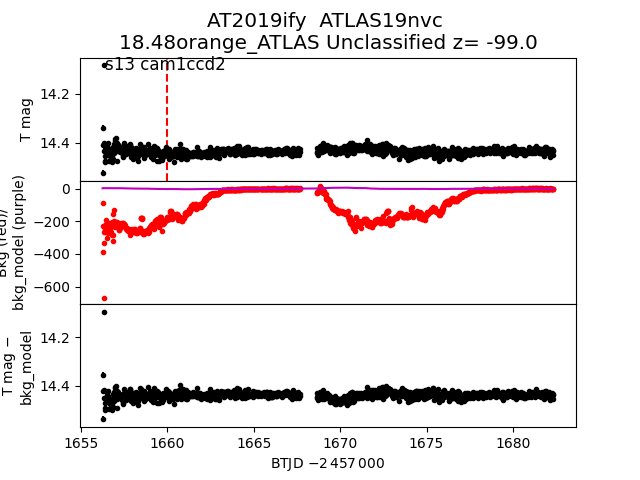 AT2019ify ATLAS19nvc
18.48orange_ATLAS Unclassified z= -99.0
s13 cam1ccd2
T mag
14.2
14.4
Bkg (red)/
bkg_model (purple)
0
−200
−400
−600
T mag −
bkg_model
14.2
14.4
1655 1660 1665 1670 1675 1680
BTJD −2 457 000